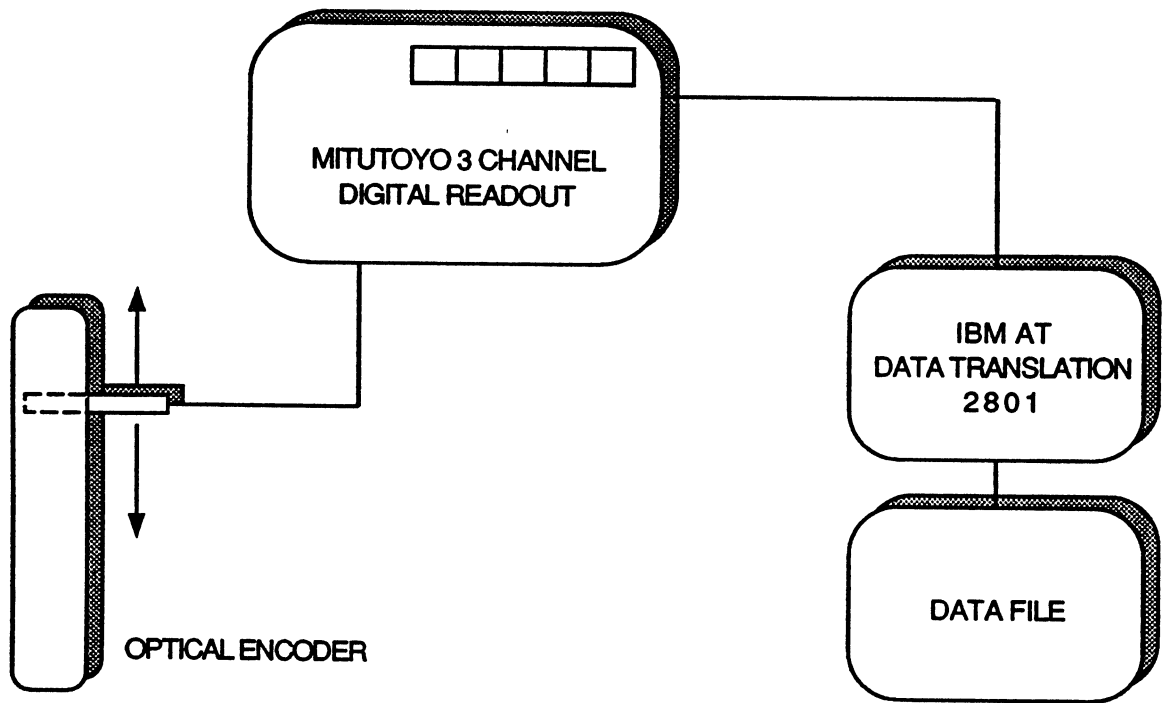 MITUTOYO 3 CHANNEL
DIGITAL READOUT
IBM AT
DATA TRANSLATION
2801
DATA FILE
OPTICAL ENCODER